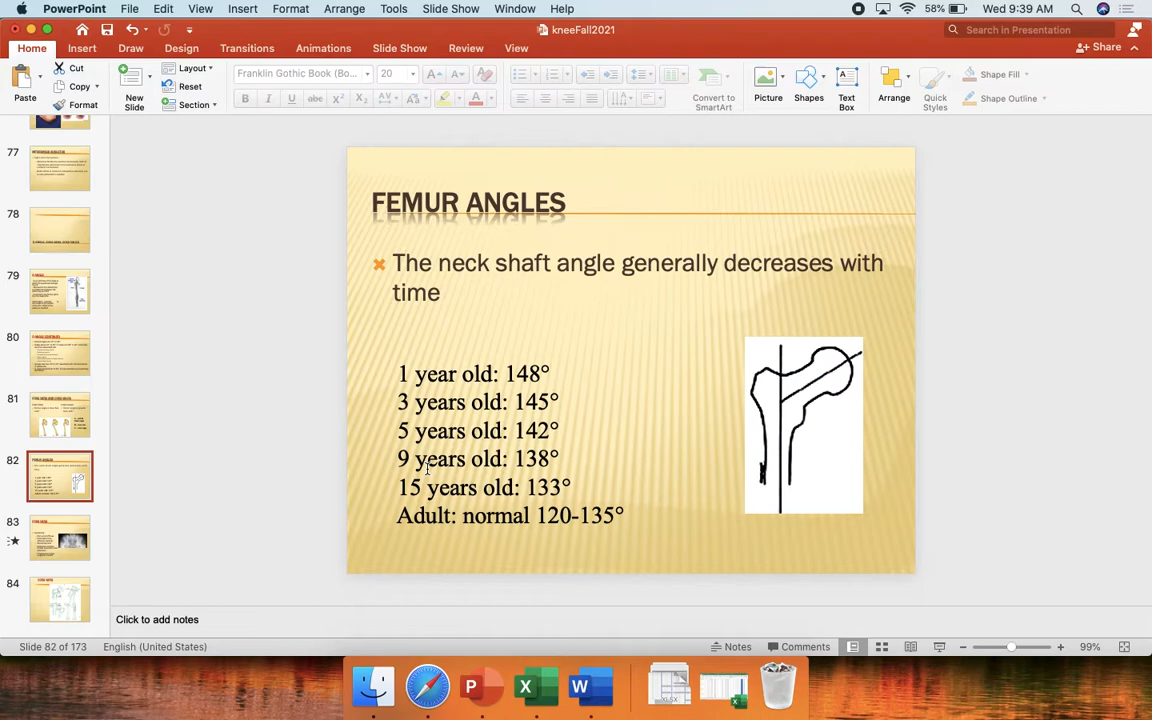 PowerPoint File Edit View Insert Format Arrange Tools Slide Show Window Help 58% Wed 9:39 AM
kneeFall2021
Search in Presentation
Home Insert Draw Design Transitions Animations Slide Show Review View
Share
Paste
Cut
Copy
Format
New Slide
Layout
Reset
Section
Franklin Gothic Book (Bo... 20
Convert to SmartArt
Picture
Shapes
Text Box
Arrange
Quick Styles
Shape Fill
Shape Outline
77
78
79
80
81
82
83
84
FEMUR ANGLES
The neck shaft angle generally decreases with
time
1 year old: 148°
3 years old: 145°
5 years old: 142°
9 years old: 138°
15 years old: 133°
Adult: normal 120-135°
Click to add notes
Slide 82 of 173 English (United States) Notes Comments 99%